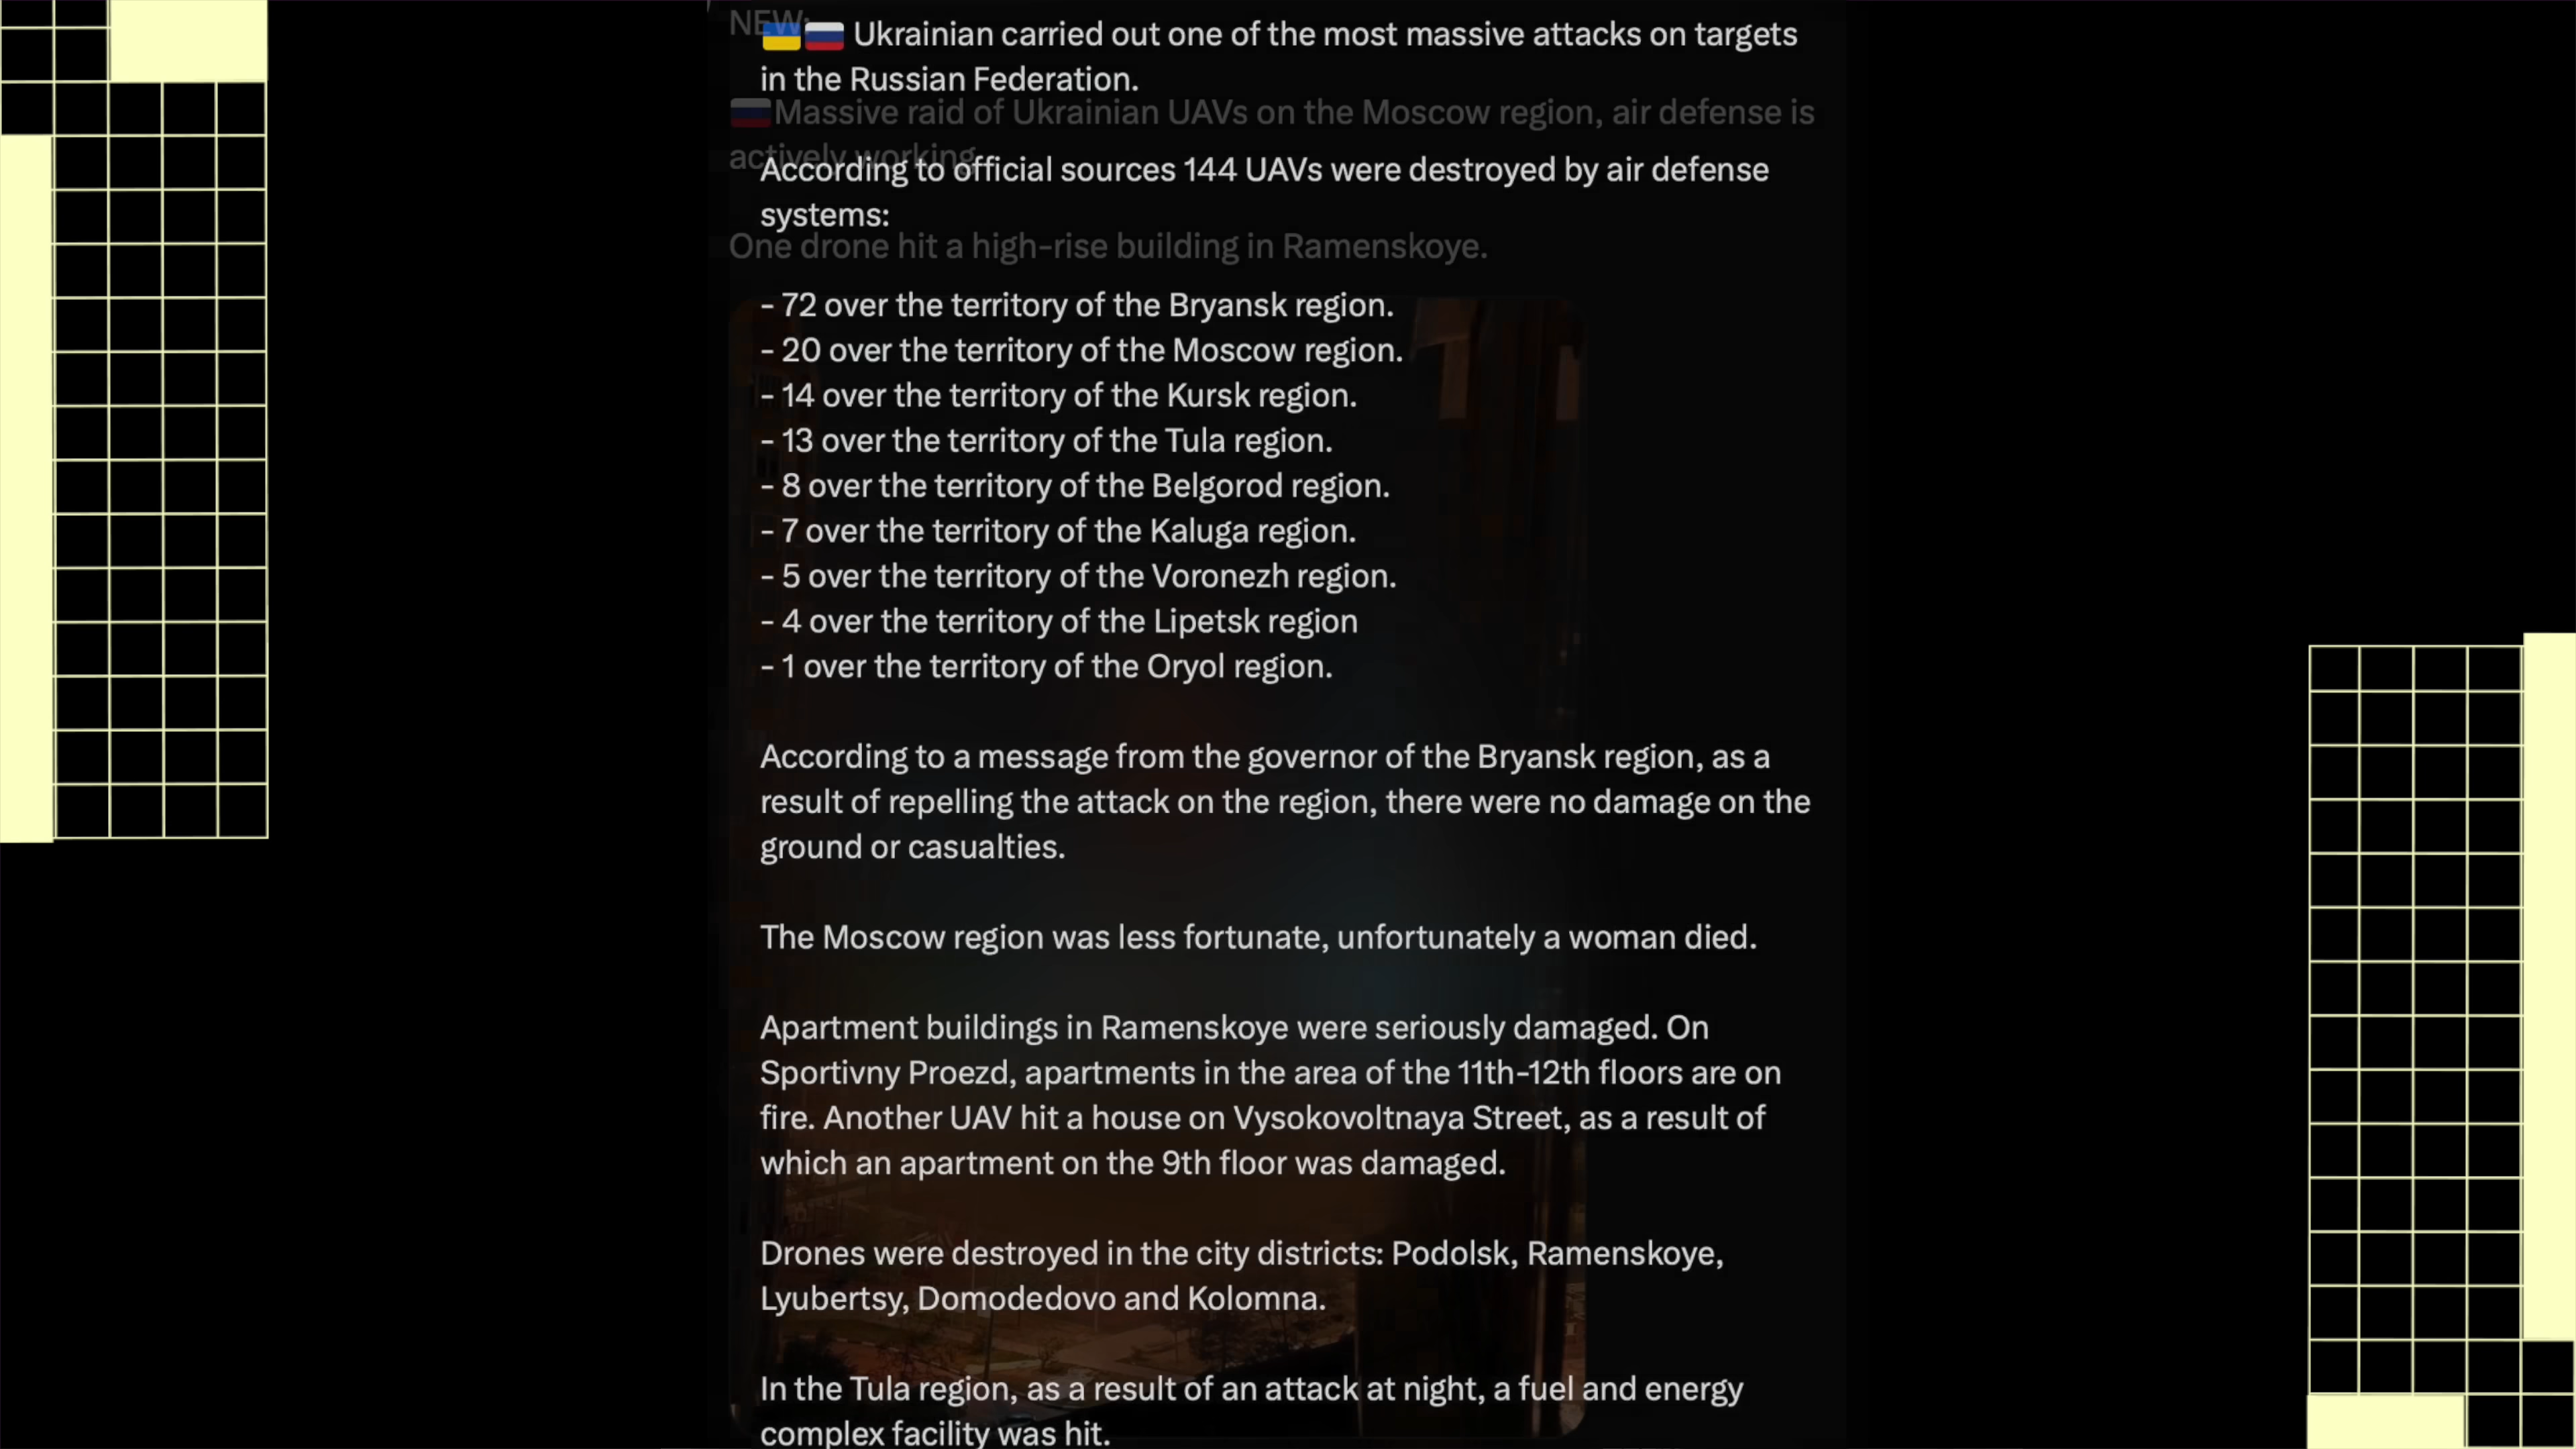 NEW:
🇺🇦🇷🇺 Ukrainian carried out one of the most massive attacks on targets
in the Russian Federation.
🇷🇺Massive raid of Ukrainian UAVs on the Moscow region, air defense is
actively working
According to official sources 144 UAVs were destroyed by air defense
systems:
One drone hit a high-rise building in Ramenskoye.
- 72 over the territory of the Bryansk region.
- 20 over the territory of the Moscow region.
- 14 over the territory of the Kursk region.
- 13 over the territory of the Tula region.
- 8 over the territory of the Belgorod region.
- 7 over the territory of the Kaluga region.
- 5 over the territory of the Voronezh region.
- 4 over the territory of the Lipetsk region
- 1 over the territory of the Oryol region.
According to a message from the governor of the Bryansk region, as a
result of repelling the attack on the region, there were no damage on the
ground or casualties.
The Moscow region was less fortunate, unfortunately a woman died.
Apartment buildings in Ramenskoye were seriously damaged. On
Sportivny Proezd, apartments in the area of the 11th-12th floors are on
fire. Another UAV hit a house on Vysokovoltnaya Street, as a result of
which an apartment on the 9th floor was damaged.
Drones were destroyed in the city districts: Podolsk, Ramenskoye,
Lyubertsy, Domodedovo and Kolomna.
In the Tula region, as a result of an attack at night, a fuel and energy
complex facility was hit.